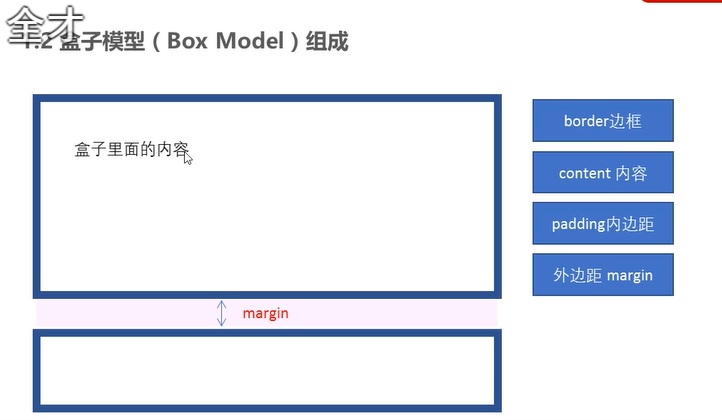 全才
1.2 盒子模型（Box Model）组成
盒子里面的内容
border边框
content 内容
padding内边距
外边距 margin
margin